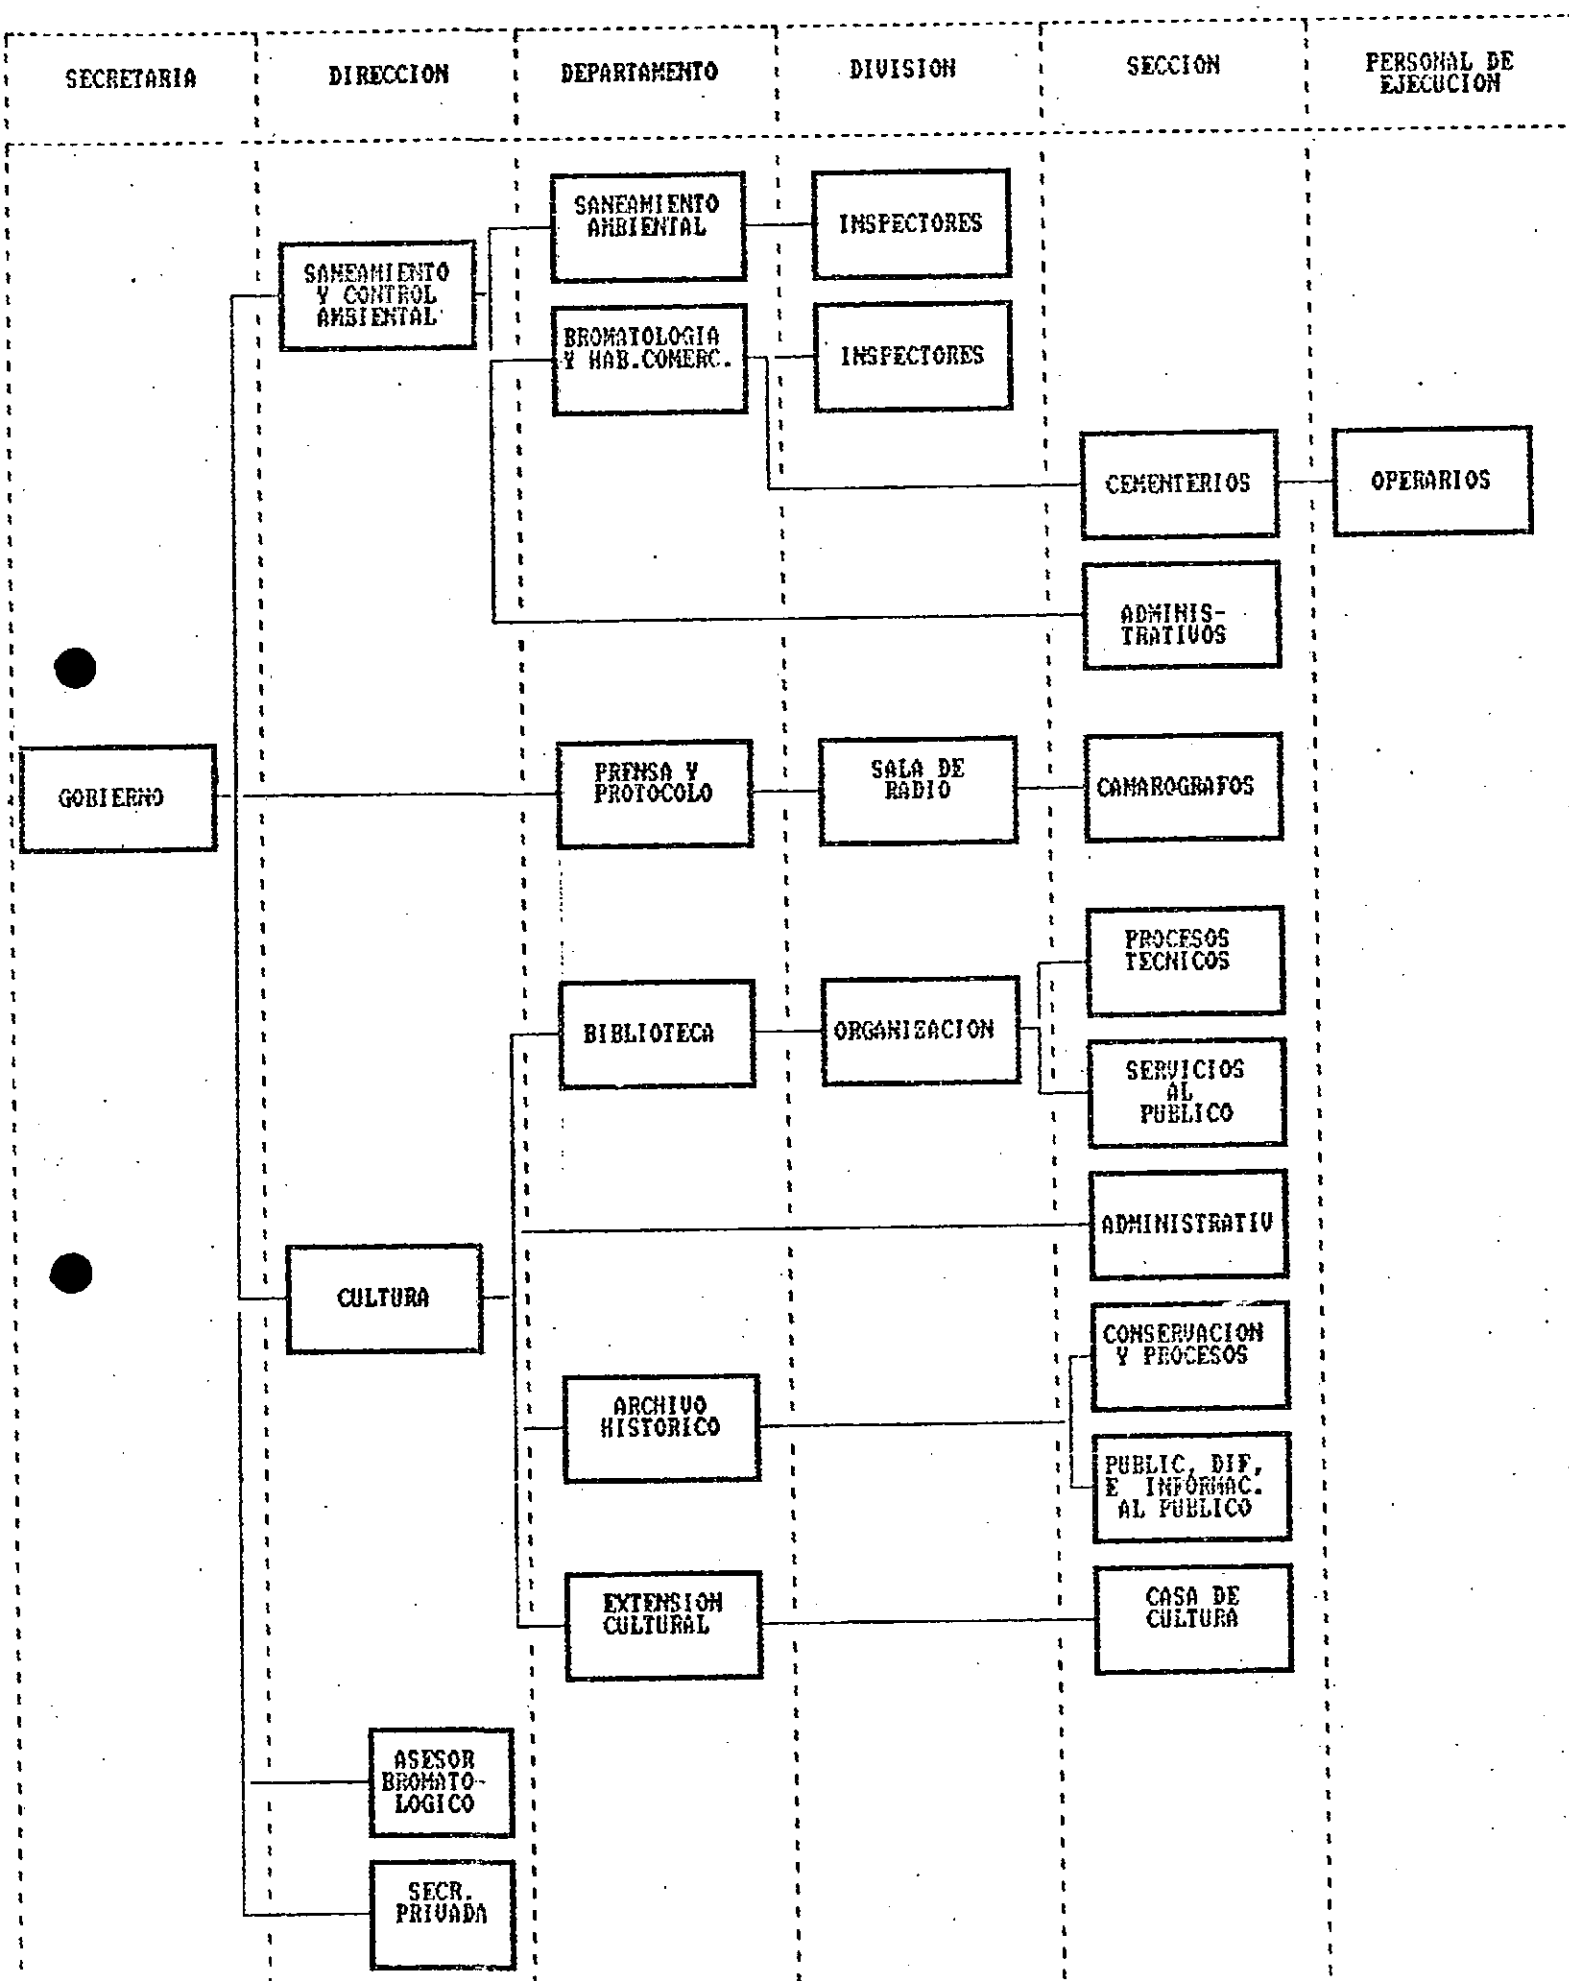 SECRETARIA
DIRECCION
DEPARTAMENTO
DIVISION
SECCION
PERSONAL DE
EJECUCION
SANEAMIENTO
AMBIENTAL
INSPECTORES
SANEAMIENTO
Y CONTROL
AMBIENTAL
BROMATOLOGIA
Y HAB.COMERC.
INSPECTORES
CEMENTERIOS
OPERARIOS
ADMINIS-
TRATIVOS
GOBIERNO
PRENSA Y
PROTOCOLO
SALA DE
RADIO
CAMAROGRAFOS
PROCESOS
TECNICOS
BIBLIOTECA
ORGANIZACION
SERVICIOS
AL
PUBLICO
ADMINISTRATIV
CULTURA
CONSERVACION
Y PROCESOS
ARCHIVO
HISTORICO
PUBLIC, DIF,
E INFORMAC.
AL PUBLICO
EXTENSION
CULTURAL
CASA DE
CULTURA
ASESOR
BROMATO-
LOGICO
SECR.
PRIVADA